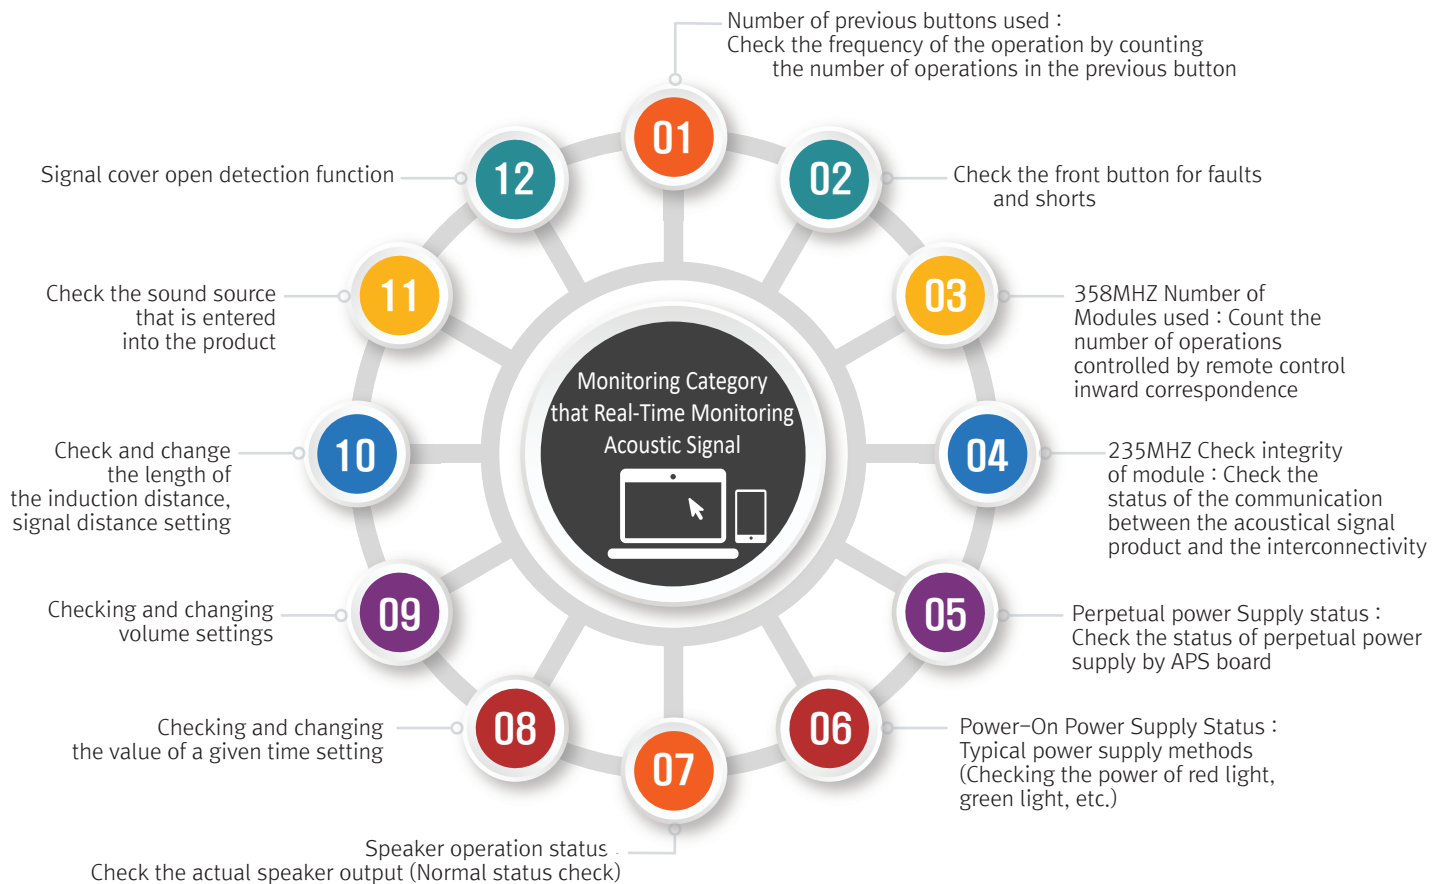 Number of previous buttons used :
Check the frequency of the operation by counting
the number of operations in the previous button
01
02
Check the front button for faults
and shorts
03
358MHZ Number of
Modules used : Count the
number of operations
controlled by remote control
inward correspondence
04
235MHZ Check integrity
of module : Check the
status of the communication
between the acoustical signal
product and the interconnectivity
05
Perpetual power Supply status :
Check the status of perpetual power
supply by APS board
06
Power-On Power Supply Status :
Typical power supply methods
(Checking the power of red light,
green light, etc.)
07
Speaker operation status
Check the actual speaker output (Normal status check)
08
Checking and changing
the value of a given time setting
09
Checking and changing
volume settings
10
Check and change
the length of
the induction distance,
signal distance setting
11
Check the sound source
that is entered
into the product
12
Signal cover open detection function
Monitoring Category
that Real-Time Monitoring
Acoustic Signal